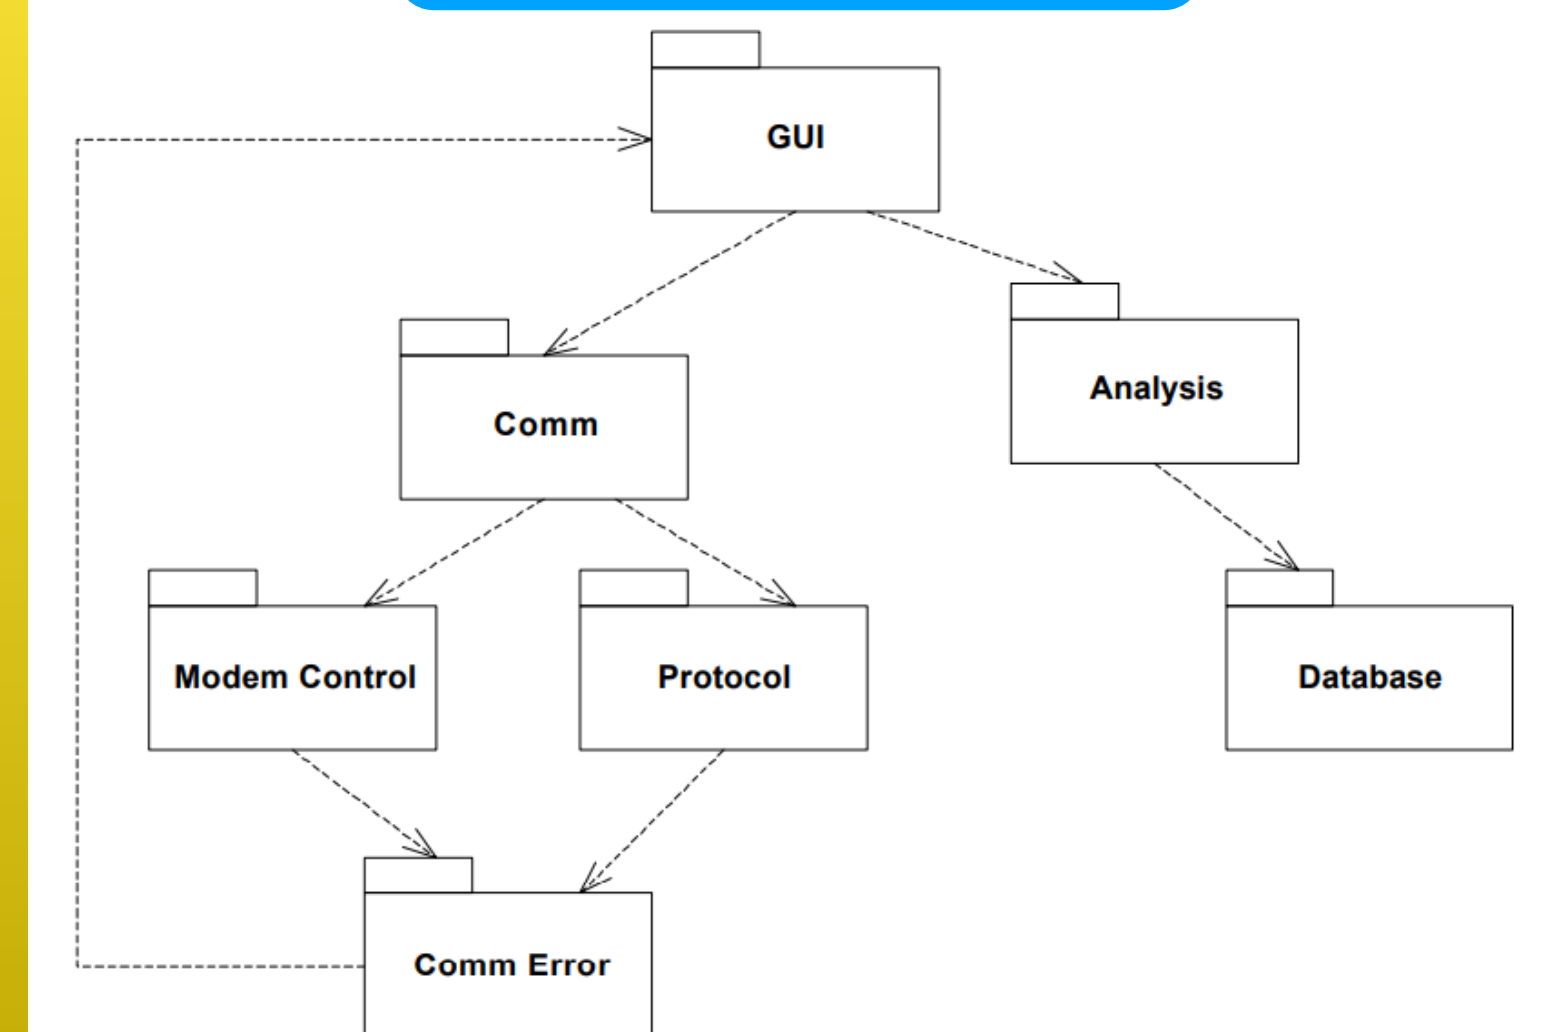 GUI
Analysis
Comm
Modem Control
Protocol
Database
Comm Error